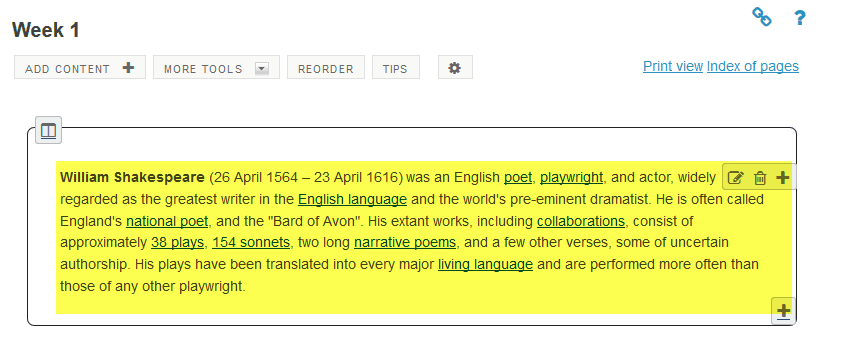 Week 1
?
ADD CONTENT
MORE TOOLS
REORDER
TIPS
Print view Index of pages
William Shakespeare (26 April 1564 – 23 April 1616) was an English poet, playwright, and actor, widely
regarded as the greatest writer in the English language and the world's pre-eminent dramatist. He is often called
England's national poet, and the "Bard of Avon". His extant works, including collaborations, consist of
approximately 38 plays, 154 sonnets, two long narrative poems, and a few other verses, some of uncertain
authorship. His plays have been translated into every major living language and are performed more often than
those of any other playwright.